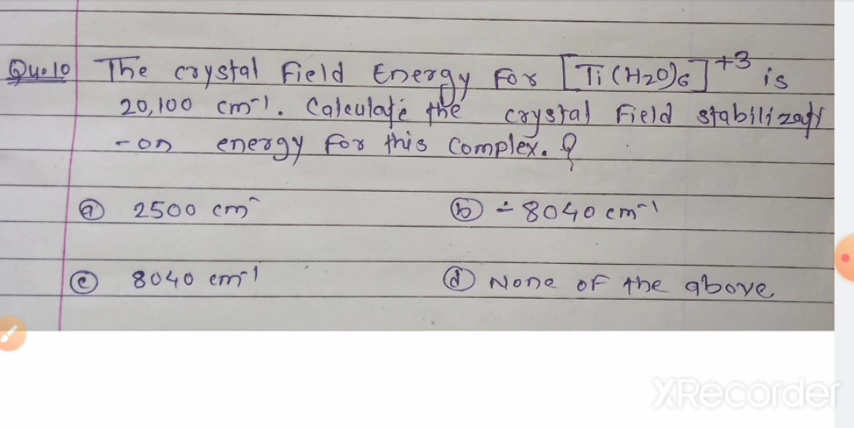 Qu.10 The crystal Field Energy For [Ti(H2O)6]+3 is
20,100 cm-1. Calculate the crystal Field stabilizati
-on energy For this complex. ?
(a) 2500 cm- (b) - 8040 cm-1
(c) 8040 cm-1 (d) None of the above
XRecorder